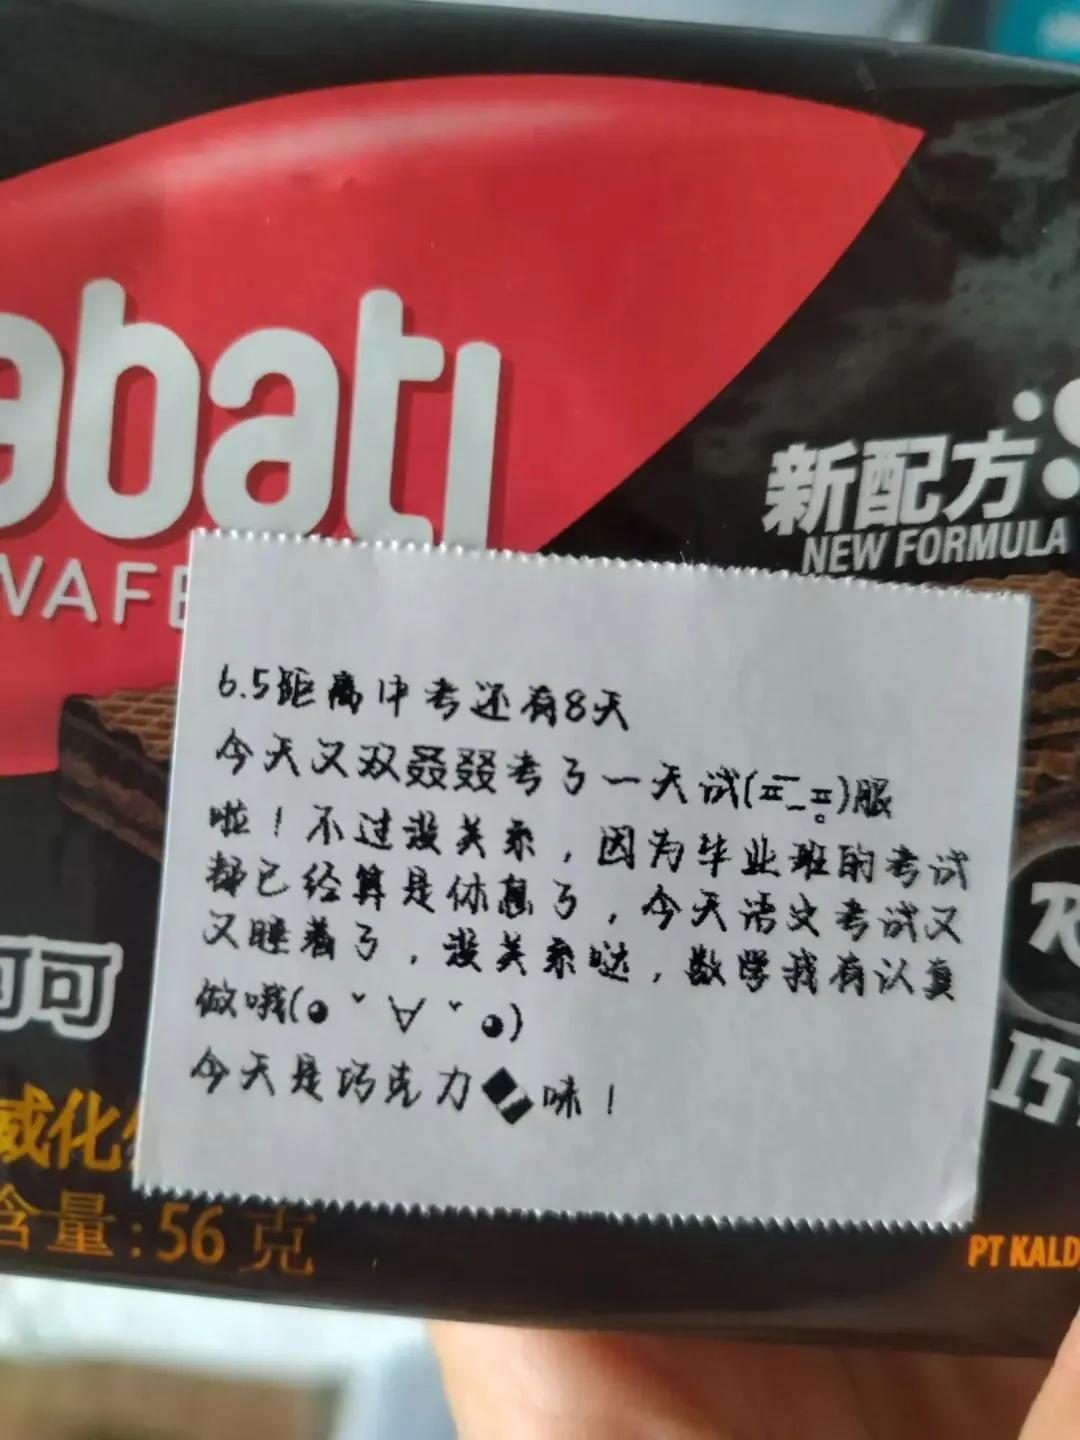 abati
新配方
NEW FORMULA
WAFE
6.5距离中考还有8天
今天又双叒叕考了一天试(ㅍ_ㅍ)服
啦！不过没关系，因为毕业班的考试
都已经算是休息了，今天语文考试又
又睡着了，没关系哒，数学我有认真
做哦(๑˘∀˘๑)
今天是巧克力🍫味！
可可
威化
含量:56克
巧
PT KALD